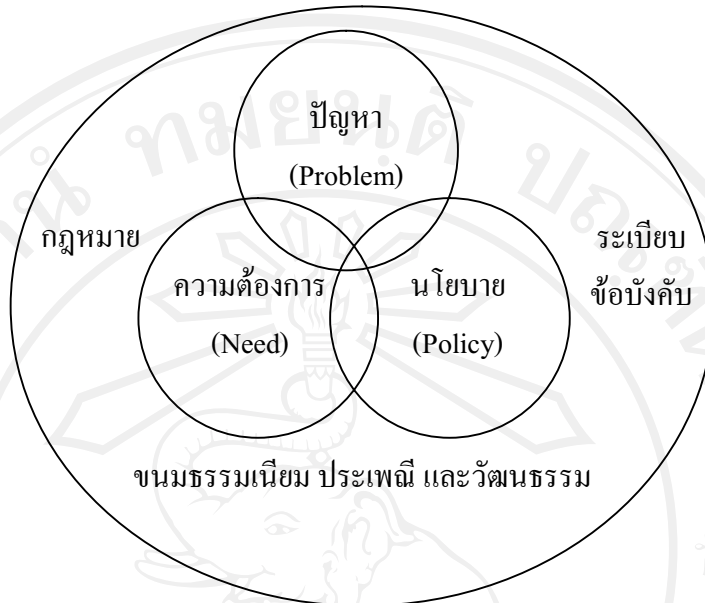 ปัญหา
(Problem)
กฎหมาย
ระเบียบ
ข้อบังคับ
ความต้องการ
(Need)
นโยบาย
(Policy)
ขนมธรรมเนียม ประเพณี และวัฒนธรรม